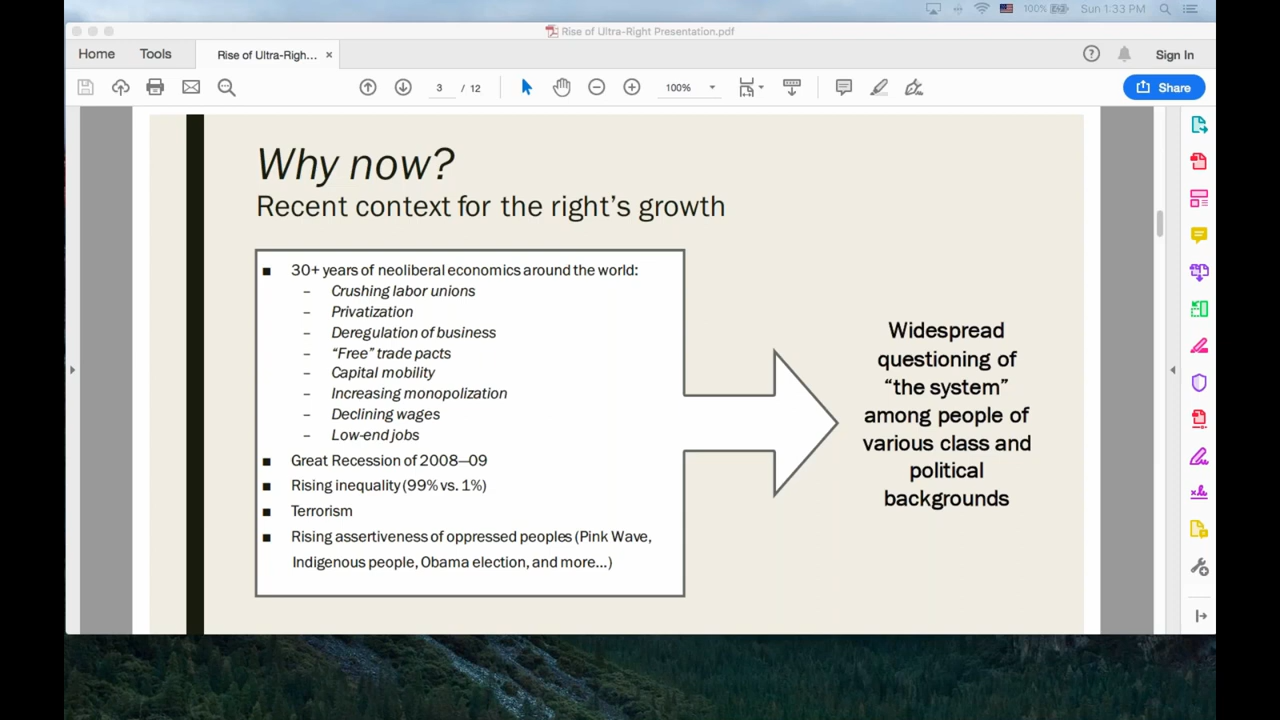 100%
Sun 1:33 PM
Rise of Ultra-Right Presentation.pdf
Home
Tools
Rise of Ultra-Righ... ×
Sign In
3 / 12
100%
Share
Why now?
Recent context for the right's growth
■ 30+ years of neoliberal economics around the world:
– Crushing labor unions
– Privatization
– Deregulation of business
– “Free” trade pacts
– Capital mobility
– Increasing monopolization
– Declining wages
– Low-end jobs
■ Great Recession of 2008—09
■ Rising inequality (99% vs. 1%)
■ Terrorism
■ Rising assertiveness of oppressed peoples (Pink Wave,
Indigenous people, Obama election, and more...)
Widespread
questioning of
“the system”
among people of
various class and
political
backgrounds